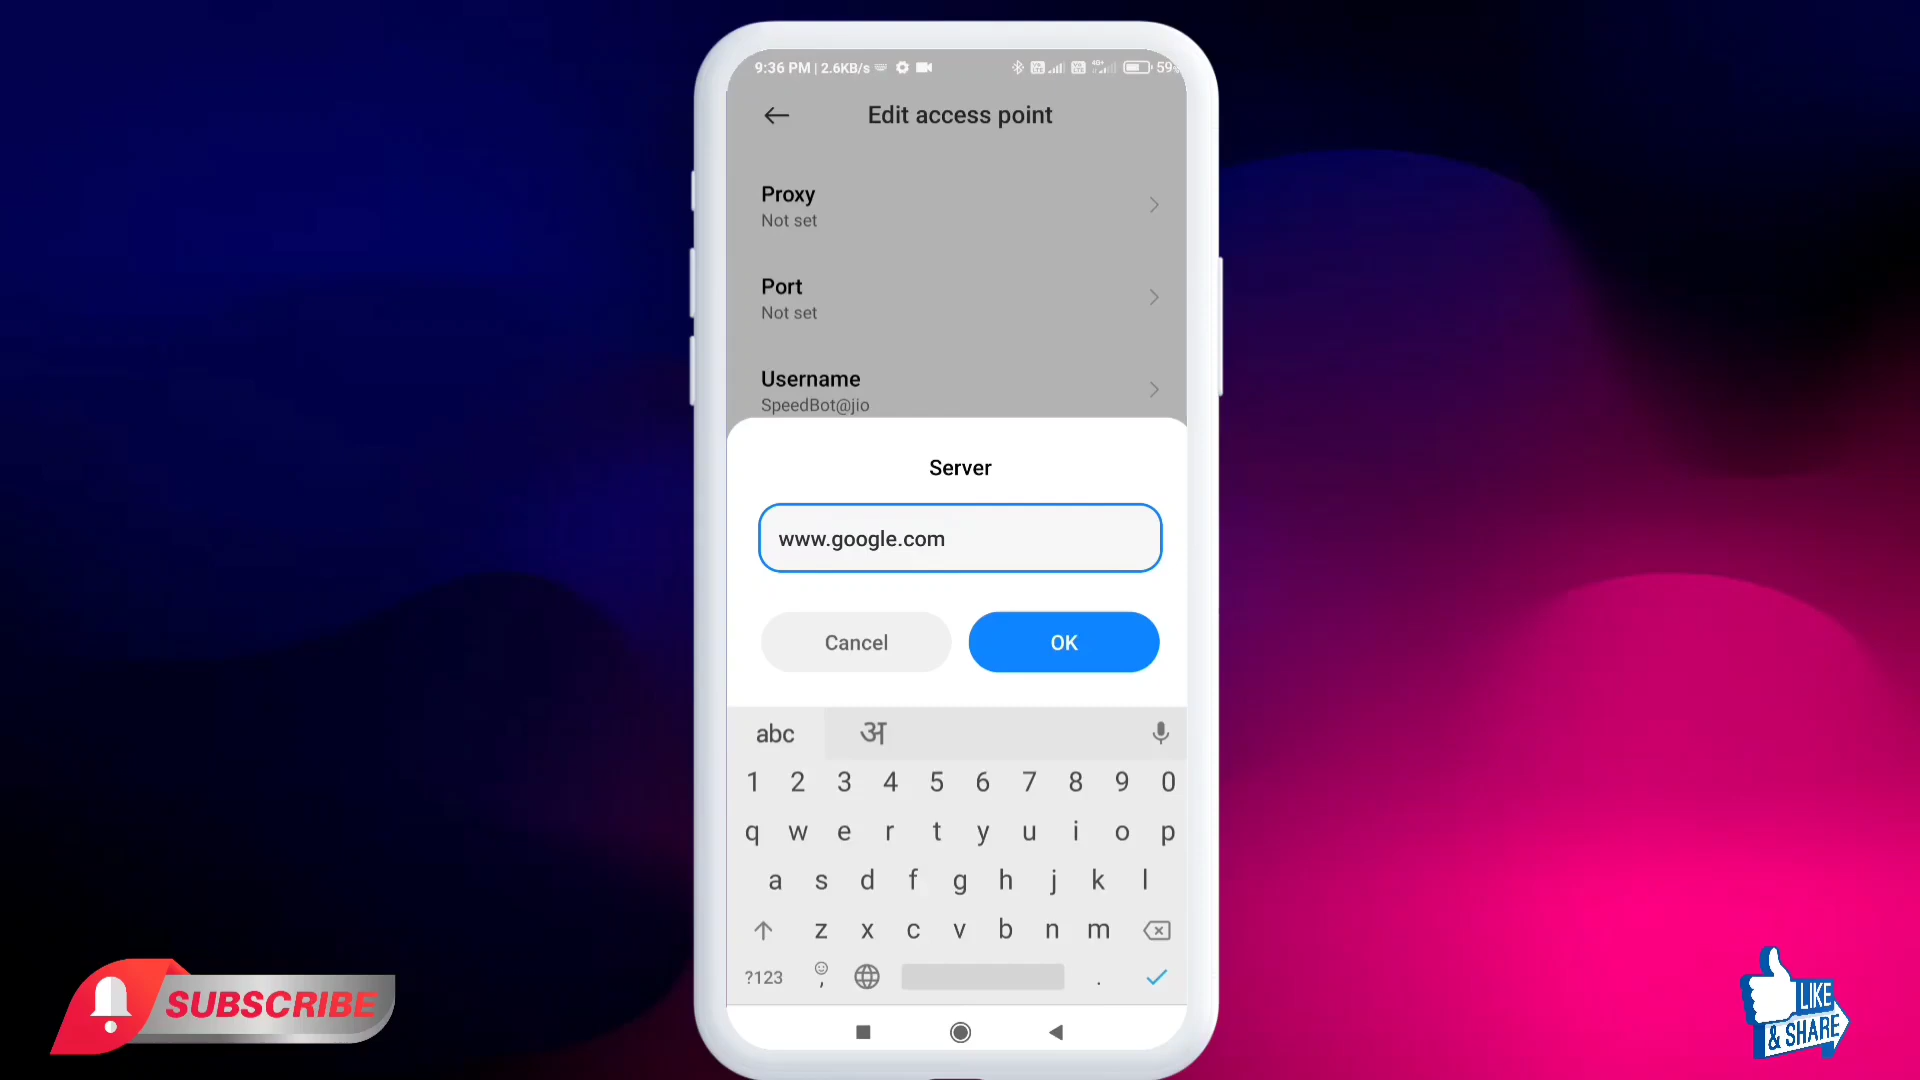 9:36 PM | 2.6KB/s 4G+ 59
Edit access point
Proxy
Not set
Port
Not set
Username
SpeedBot@jio
Server
www.google.com
Cancel OK
abc अ
1 2 3 4 5 6 7 8 9 0
q w e r t y u i o p
a s d f g h j k l
z x c v b n m
?123 , .
SUBSCRIBE
LIKE
& SHARE